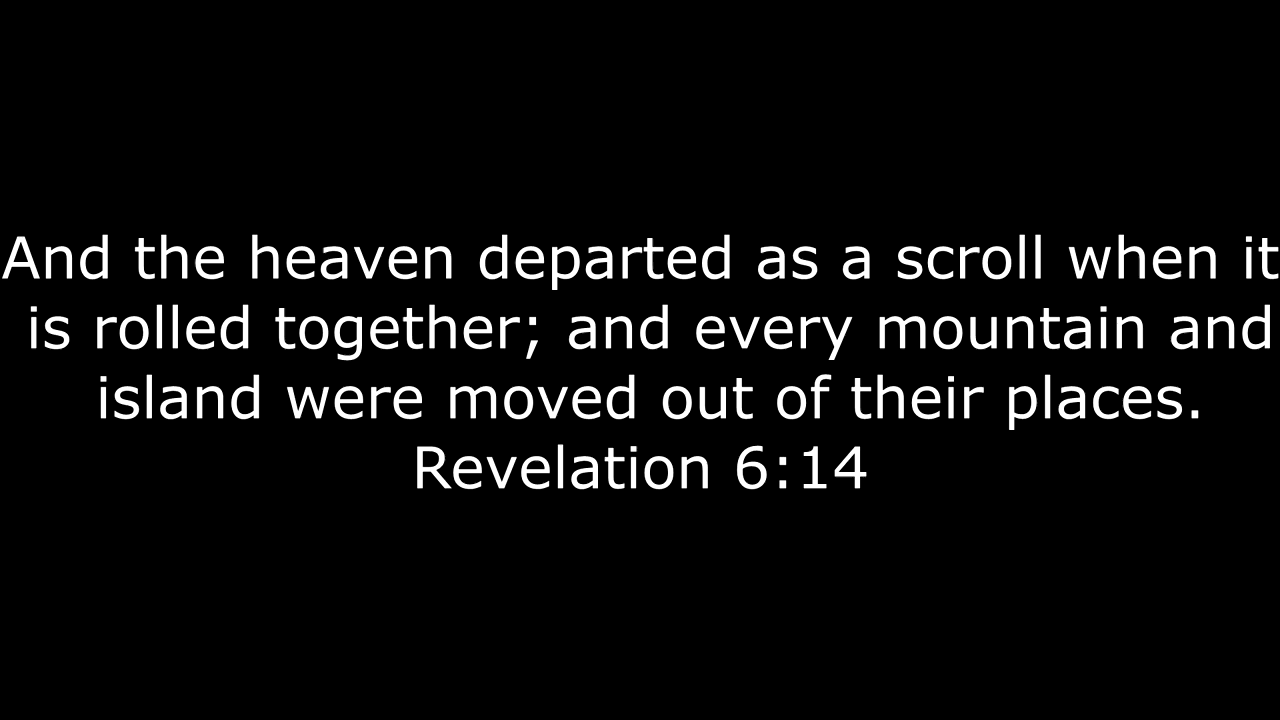 And the heaven departed as a scroll when it
is rolled together; and every mountain and
island were moved out of their places.
Revelation 6:14